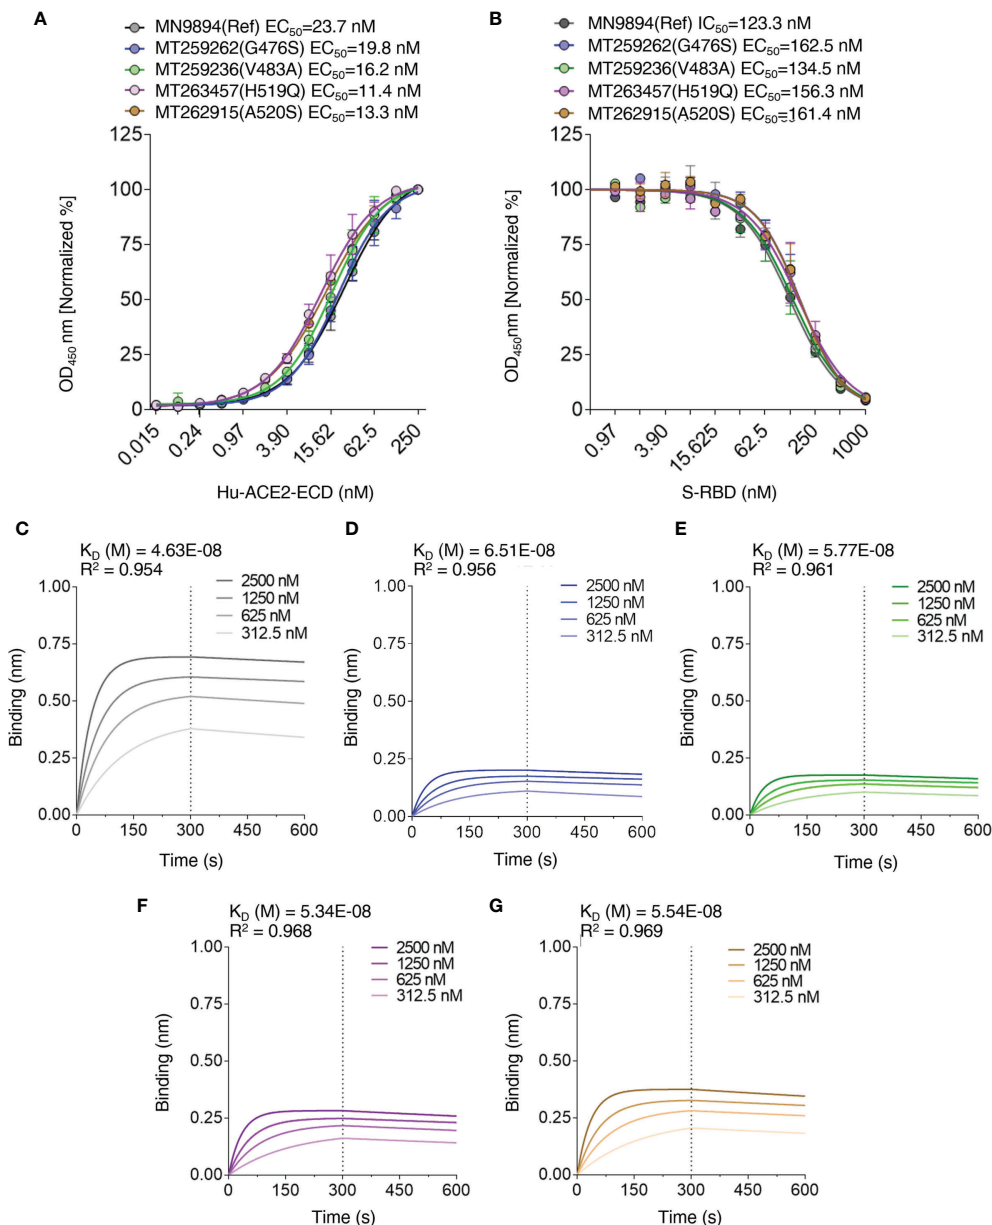 A
MN9894(Ref) EC50=23.7 nM
MT259262(G476S) EC50=19.8 nM
MT259236(V483A) EC50=16.2 nM
MT263457(H519Q) EC50=11.4 nM
MT262915(A520S) EC50=13.3 nM
125
100
75
50
25
0
OD450 nm [Normalized %]
0.015
0.24
0.97
3.90
15.62
62.5
250
Hu-ACE2-ECD (nM)
B
MN9894(Ref) IC50=123.3 nM
MT259262(G476S) EC50=162.5 nM
MT259236(V483A) EC50=134.5 nM
MT263457(H519Q) EC50=156.3 nM
MT262915(A520S) EC50=161.4 nM
125
100
75
50
25
0
OD450nm [Normalized %]
0.97
3.90
15.625
62.5
250
1000
S-RBD (nM)
C
KD (M) = 4.63E-08
R2 = 0.954
2500 nM
1250 nM
625 nM
312.5 nM
1.00
0.75
0.50
0.25
0.00
Binding (nm)
0
150
300
450
600
Time (s)
D
KD (M) = 6.51E-08
R2 = 0.956
2500 nM
1250 nM
625 nM
312.5 nM
1.00
0.75
0.50
0.25
0.00
Binding (nm)
0
150
300
450
600
Time (s)
E
KD (M) = 5.77E-08
R2 = 0.961
2500 nM
1250 nM
625 nM
312.5 nM
1.00
0.75
0.50
0.25
0.00
Binding (nm)
0
150
300
450
600
Time (s)
F
KD (M) = 5.34E-08
R2 = 0.968
2500 nM
1250 nM
625 nM
312.5 nM
1.00
0.75
0.50
0.25
0.00
Binding (nm)
0
150
300
450
600
Time (s)
G
KD (M) = 5.54E-08
R2 = 0.969
2500 nM
1250 nM
625 nM
312.5 nM
1.00
0.75
0.50
0.25
0.00
Binding (nm)
0
150
300
450
600
Time (s)